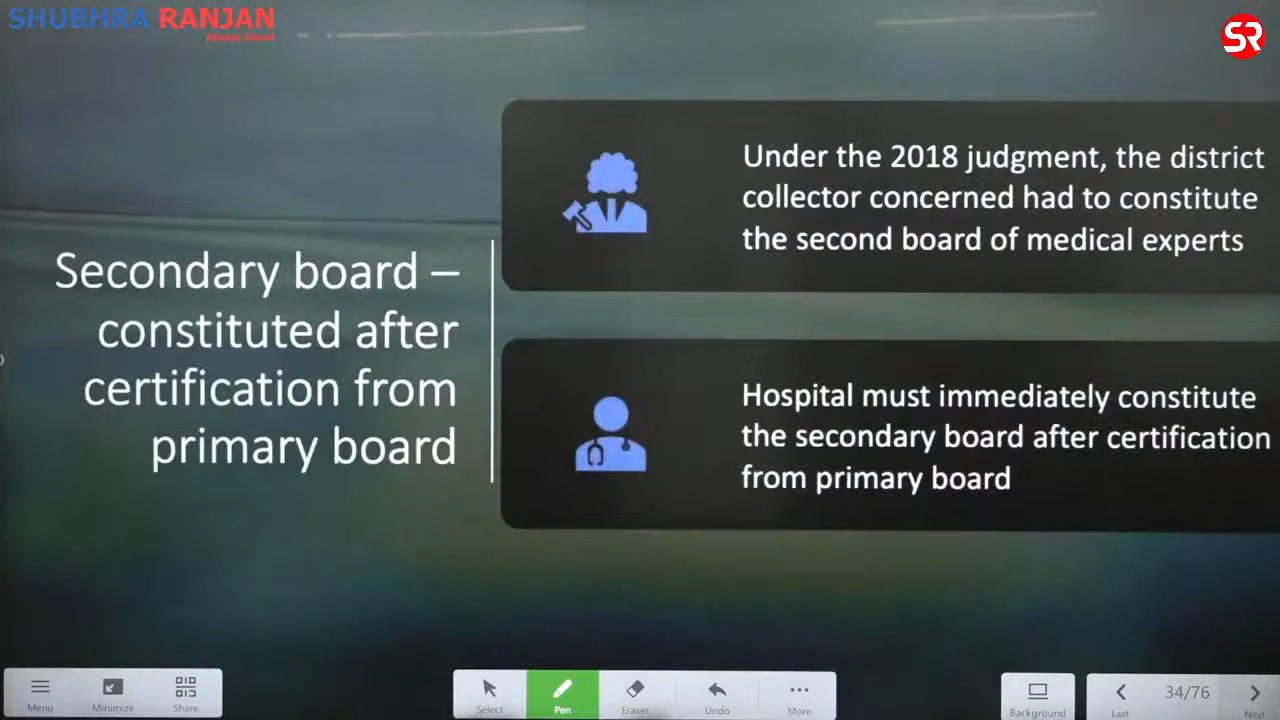 SHUBHRA RANJAN
Always Ahead
SR
Under the 2018 judgment, the district
collector concerned had to constitute
the second board of medical experts
Secondary board –
constituted after
certification from
primary board
Hospital must immediately constitute
the secondary board after certification
from primary board
Menu
Minimize
Share
Select
Pen
Eraser
Undo
More
Background
Last
34/76
Next